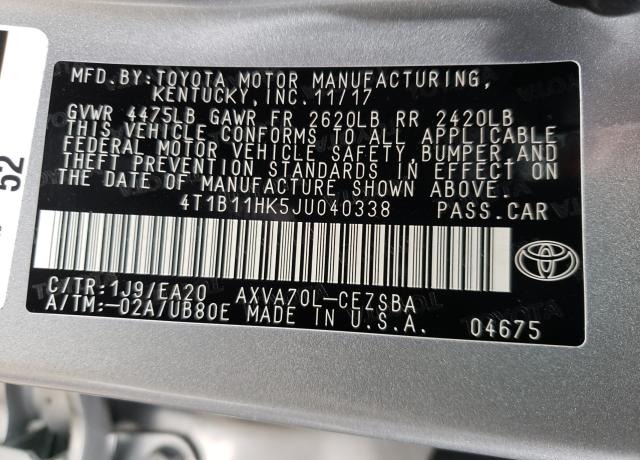 MFD. BY: TOYOTA MOTOR MANUFACTURING,
KENTUCKY, INC. 11/17
GVWR 4475LB GAWR FR 2620LB RR 2420LB
THIS VEHICLE CONFORMS TO ALL APPLICABLE
FEDERAL MOTOR VEHICLE SAFETY, BUMPER, AND
THEFT PREVENTION STANDARDS IN EFFECT ON
THE DATE OF MANUFACTURE SHOWN ABOVE.
4T1B11HK5JU040338 PASS.CAR
C/TR: 1J9/EA20 AXVA70L-CEZSBA
A/TM: -02A/UB80E MADE IN U.S.A. 04675
TOYOTA
52